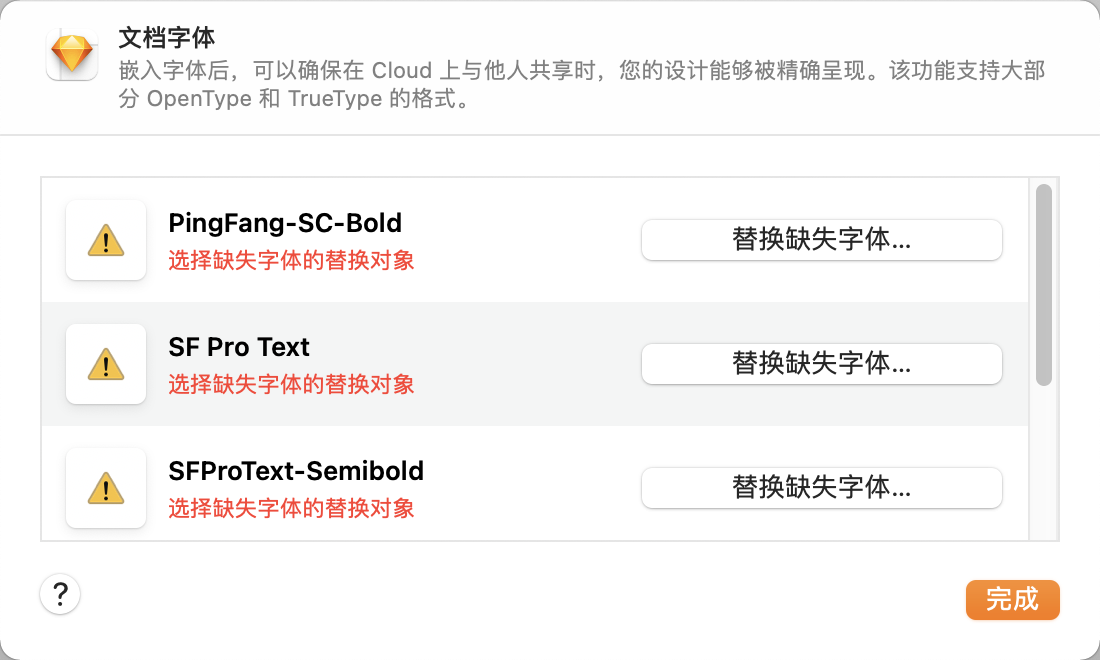 文档字体
嵌入字体后，可以确保在 Cloud 上与他人共享时，您的设计能够被精确呈现。该功能支持大部
分 OpenType 和 TrueType 的格式。
PingFang-SC-Bold
选择缺失字体的替换对象
替换缺失字体...
SF Pro Text
选择缺失字体的替换对象
替换缺失字体...
SFProText-Semibold
选择缺失字体的替换对象
替换缺失字体...
?
完成